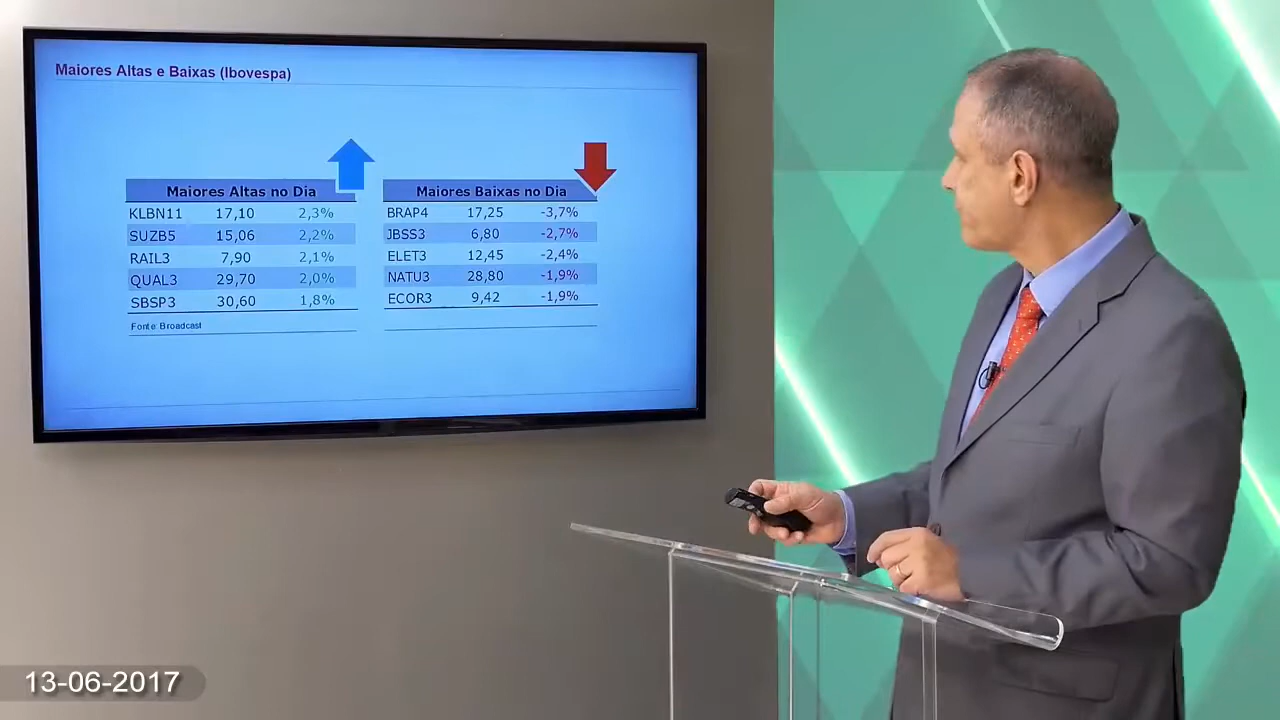 Maiores Altas e Baixas (Ibovespa)
Maiores Altas no Dia
KLBN11 17,10 2,3%
SUZB5 15,06 2,2%
RAIL3 7,90 2,1%
QUAL3 29,70 2,0%
SBSP3 30,60 1,8%
Fonte: Broadcast
Maiores Baixas no Dia
BRAP4 17,25 -3,7%
JBSS3 6,80 -2,7%
ELET3 12,45 -2,4%
NATU3 28,80 -1,9%
ECOR3 9,42 -1,9%
13-06-2017